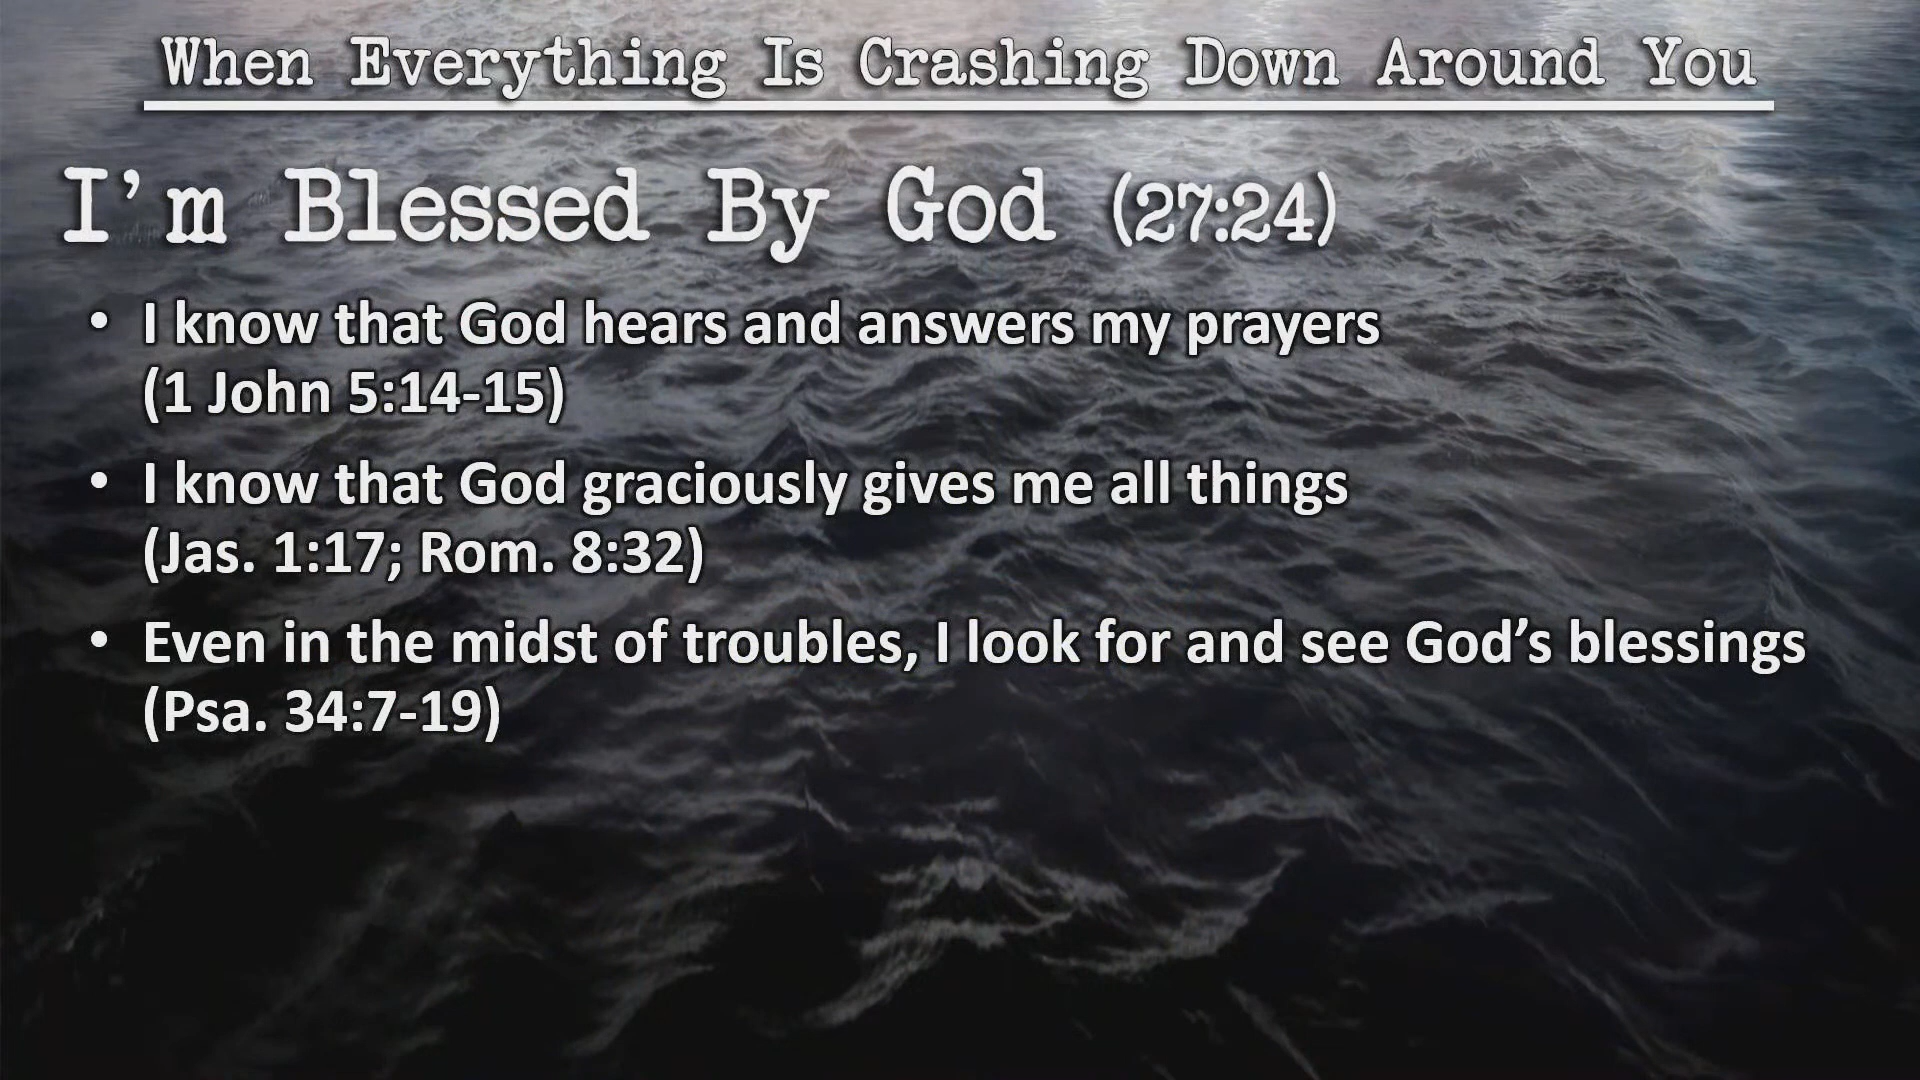 When Everything Is Crashing Down Around You
I'm Blessed By God (27:24)
• I know that God hears and answers my prayers
(1 John 5:14-15)
• I know that God graciously gives me all things
(Jas. 1:17; Rom. 8:32)
• Even in the midst of troubles, I look for and see God’s blessings
(Psa. 34:7-19)